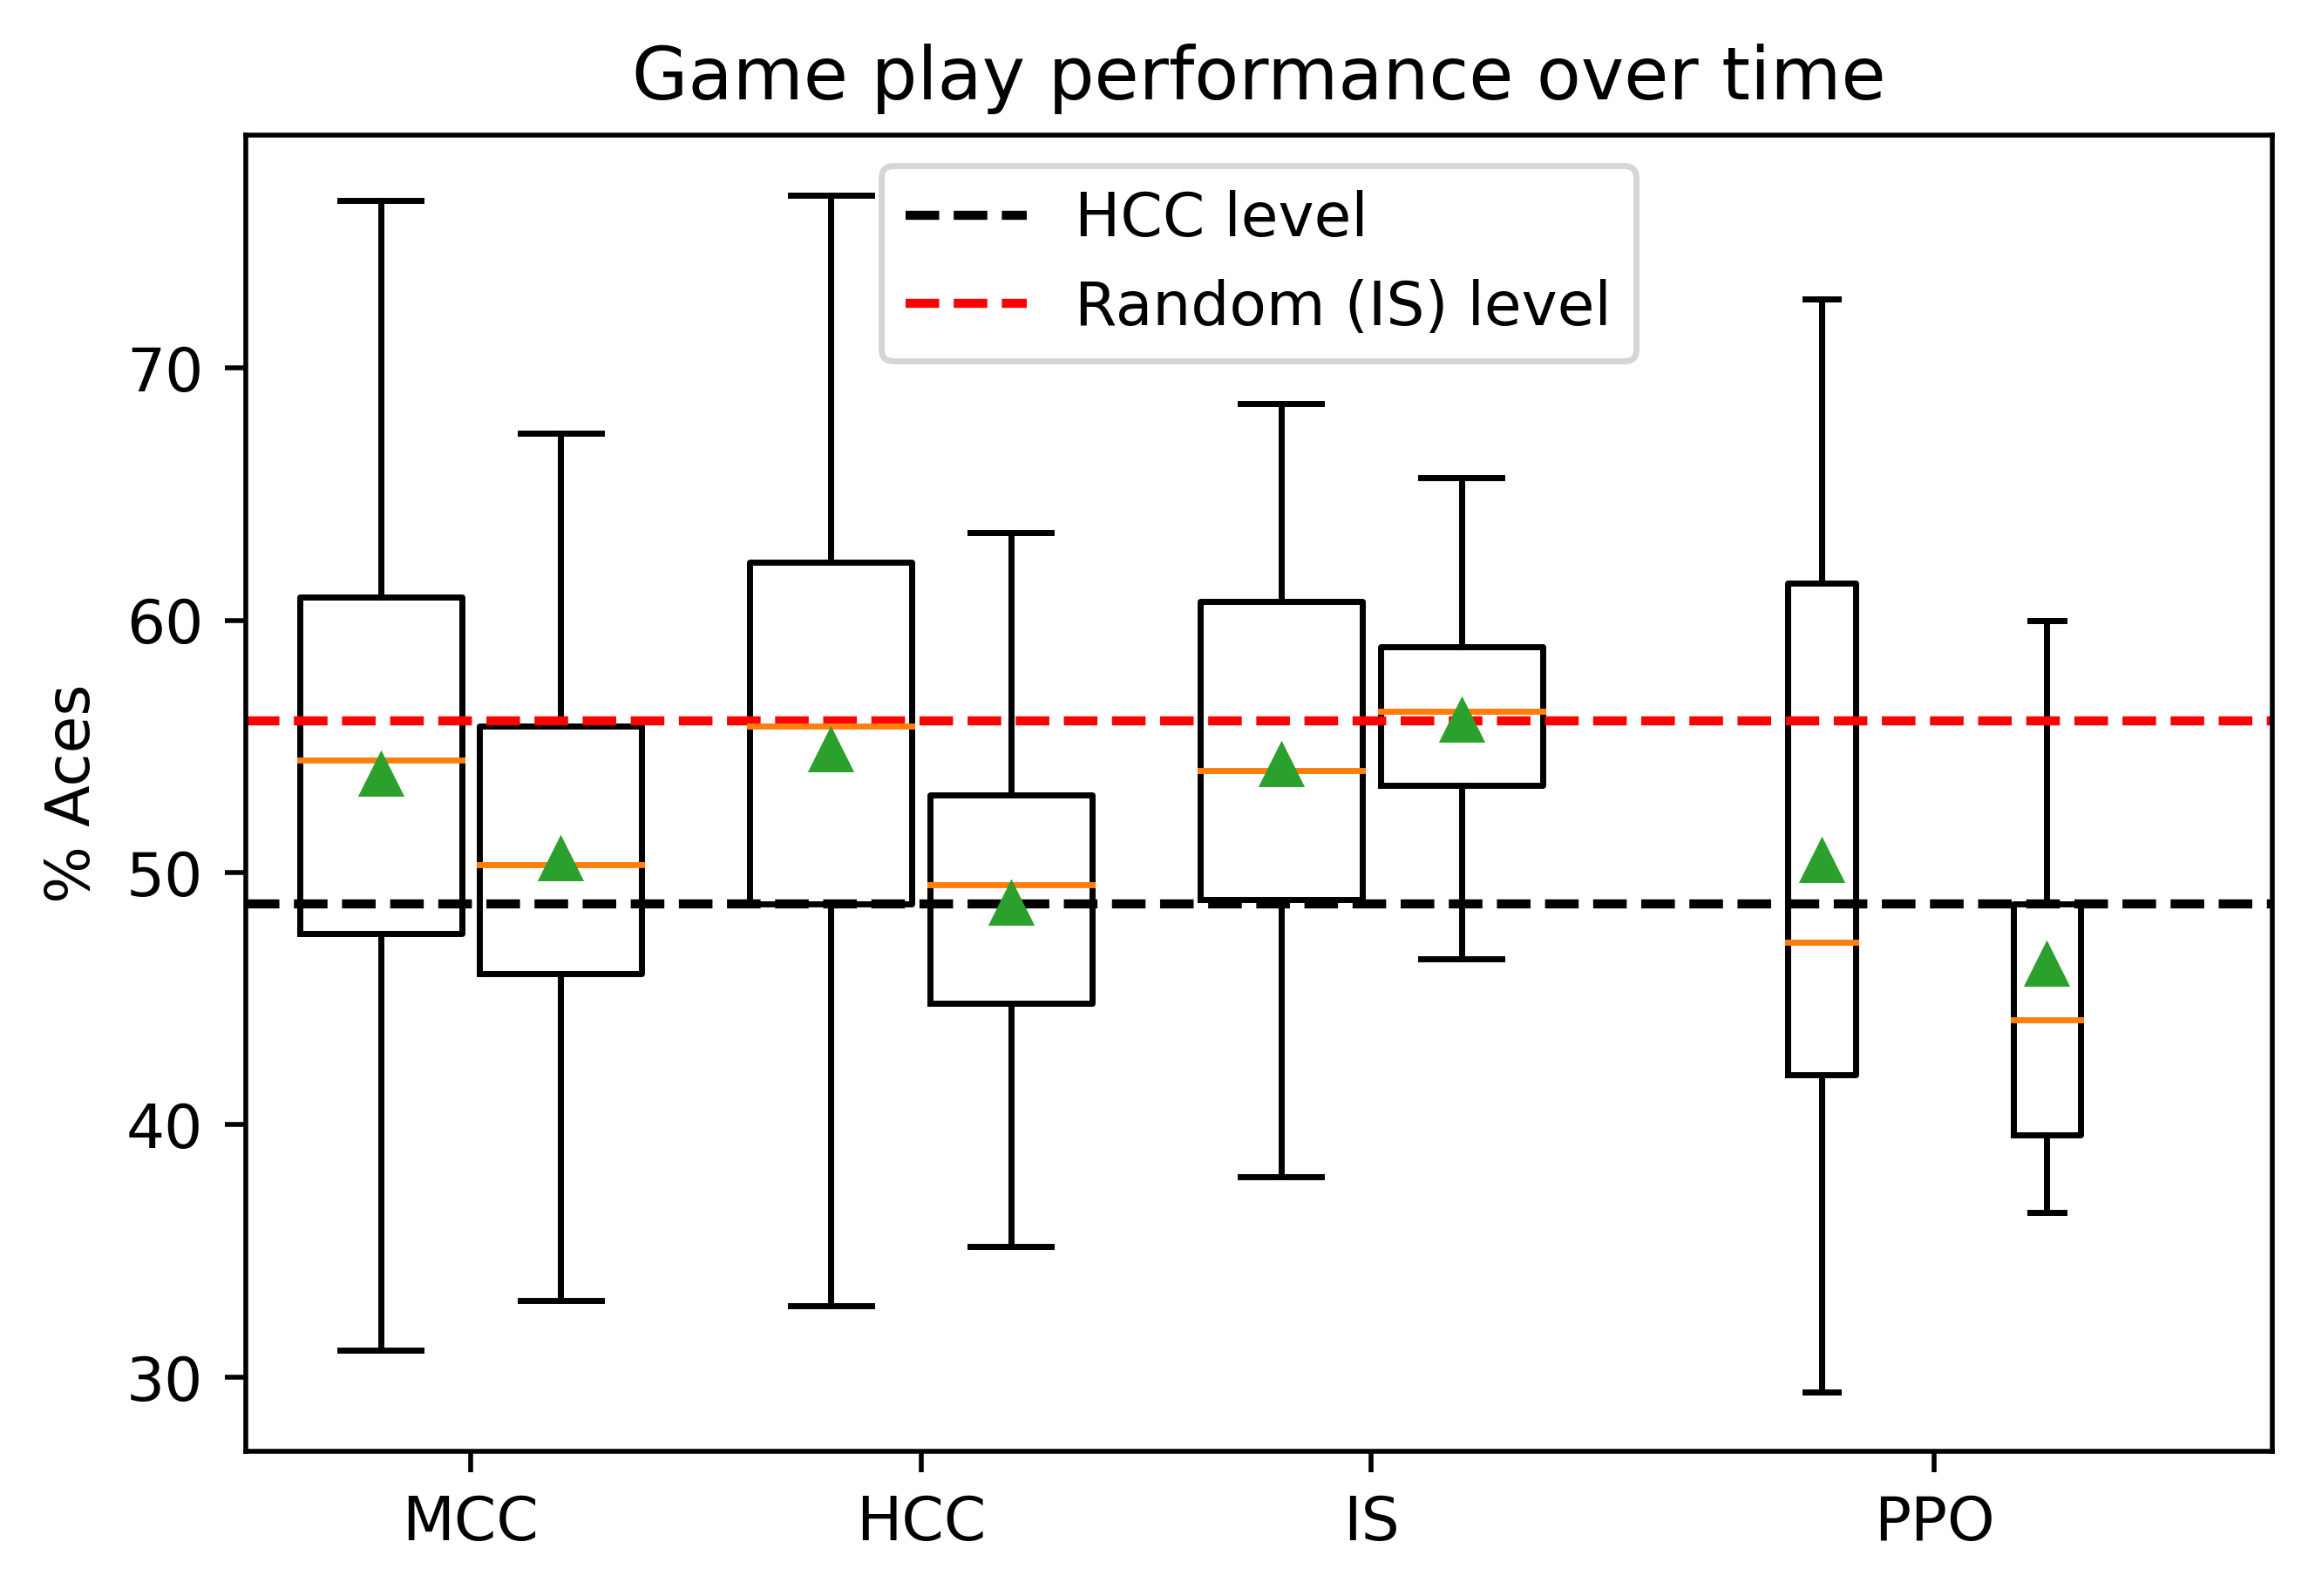 Game play performance over time
HCC level
Random (IS) level
% Aces
70
60
50
40
30
MCC HCC IS PPO